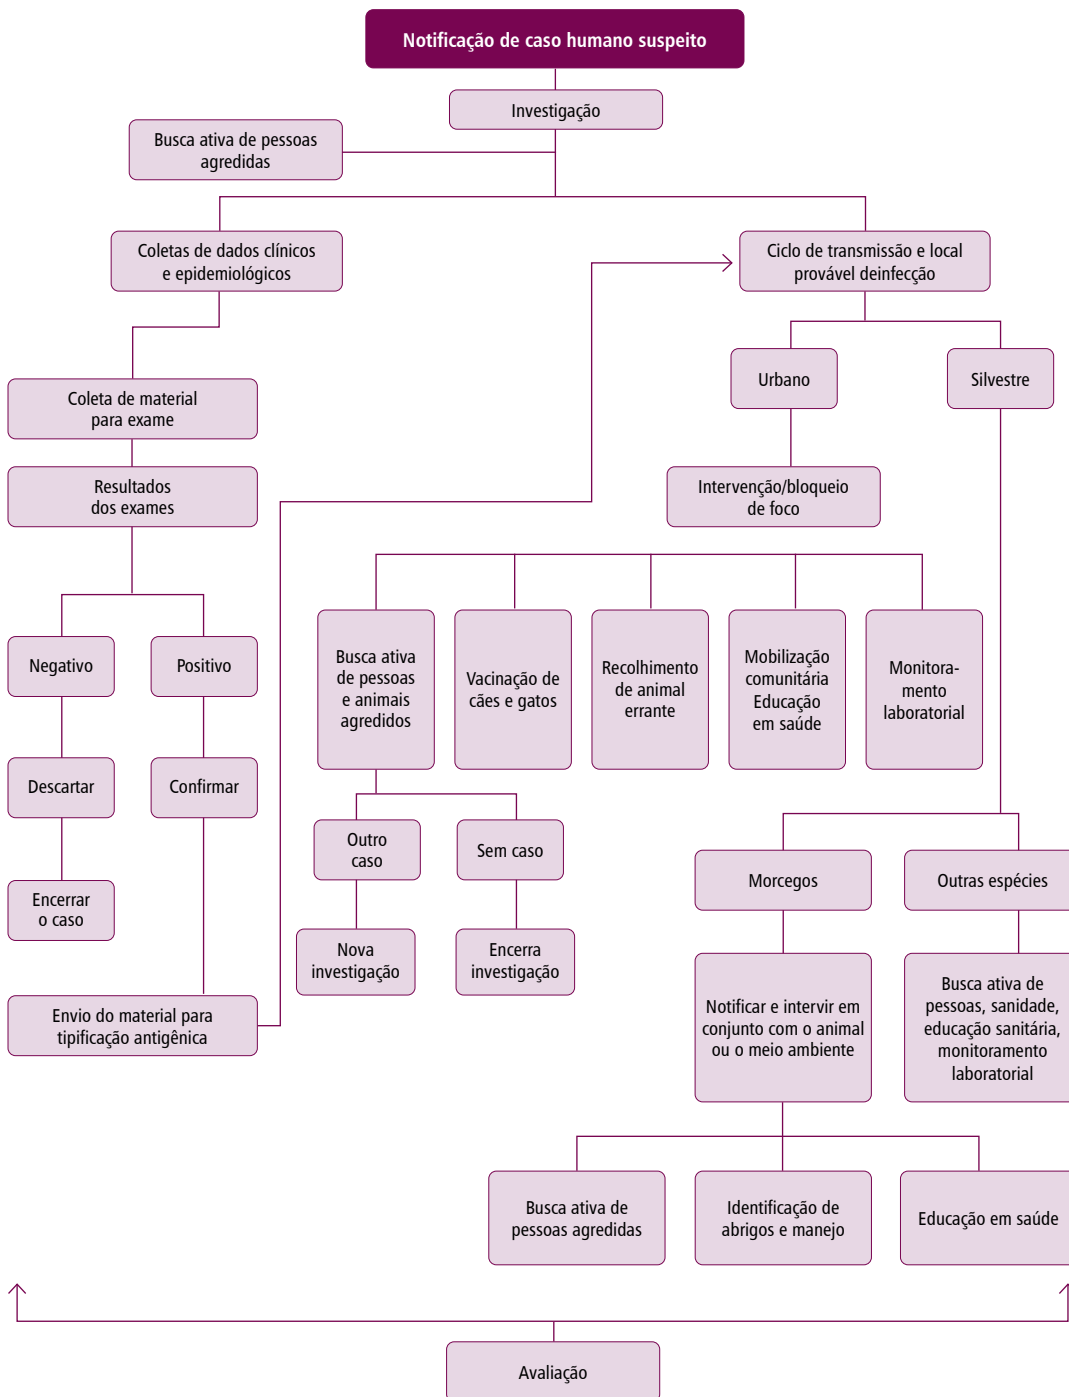 Notificação de caso humano suspeito
Investigação
Busca ativa de pessoas
agredidas
Coletas de dados clínicos
e epidemiológicos
Ciclo de transmissão e local
provável deinfecção
Urbano
Silvestre
Coleta de material
para exame
Resultados
dos exames
Intervenção/bloqueio
de foco
Negativo
Positivo
Busca ativa
de pessoas
e animais
agredidos
Vacinação de
cães e gatos
Recolhimento
de animal
errante
Mobilização
comunitária
Educação
em saúde
Monitora-
mento
laboratorial
Descartar
Confirmar
Outro
caso
Sem caso
Morcegos
Outras espécies
Encerrar
o caso
Nova
investigação
Encerra
investigação
Envio do material para
tipificação antigênica
Notificar e intervir em
conjunto com o animal
ou o meio ambiente
Busca ativa de
pessoas, sanidade,
educação sanitária,
monitoramento
laboratorial
Busca ativa de
pessoas agredidas
Identificação de
abrigos e manejo
Educação em saúde
Avaliação